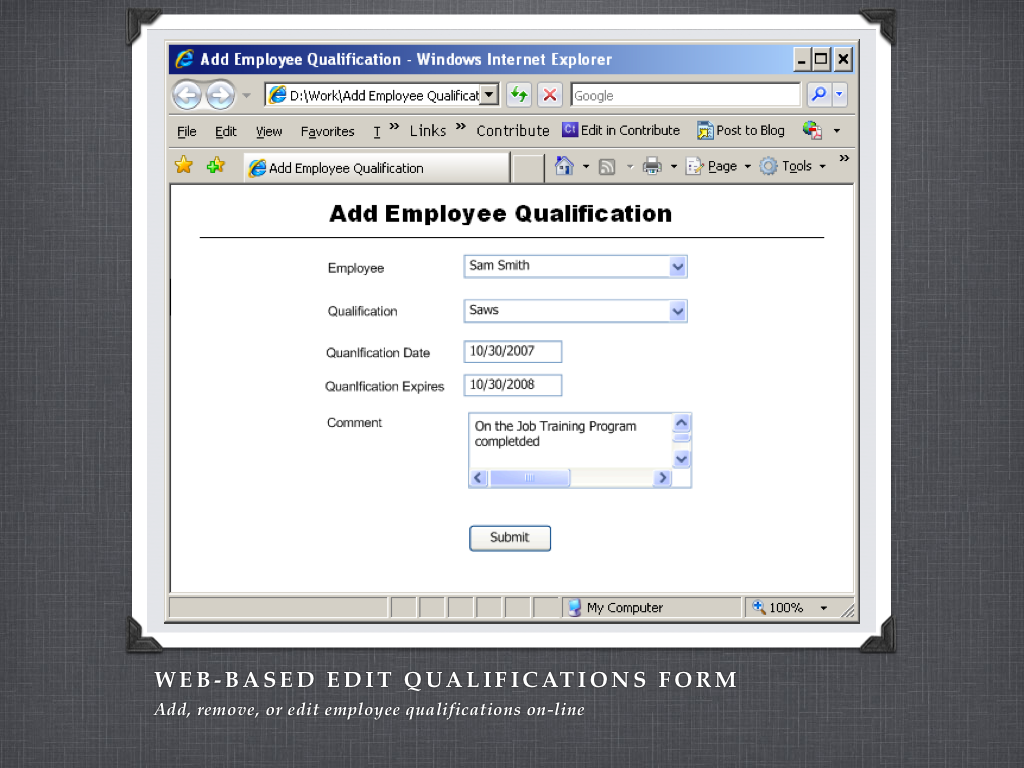 Add Employee Qualification - Windows Internet Explorer
D:\Work\Add Employee Qualificat
Google
File Edit View Favorites T » Links » Contribute Ct Edit in Contribute Post to Blog
Add Employee Qualification Page Tools »
Add Employee Qualification
Employee Sam Smith
Qualification Saws
Quanlfication Date 10/30/2007
Quanlfication Expires 10/30/2008
Comment On the Job Training Program
completded
Submit
My Computer 100%
WEB-BASED EDIT QUALIFICATIONS FORM
Add, remove, or edit employee qualifications on-line